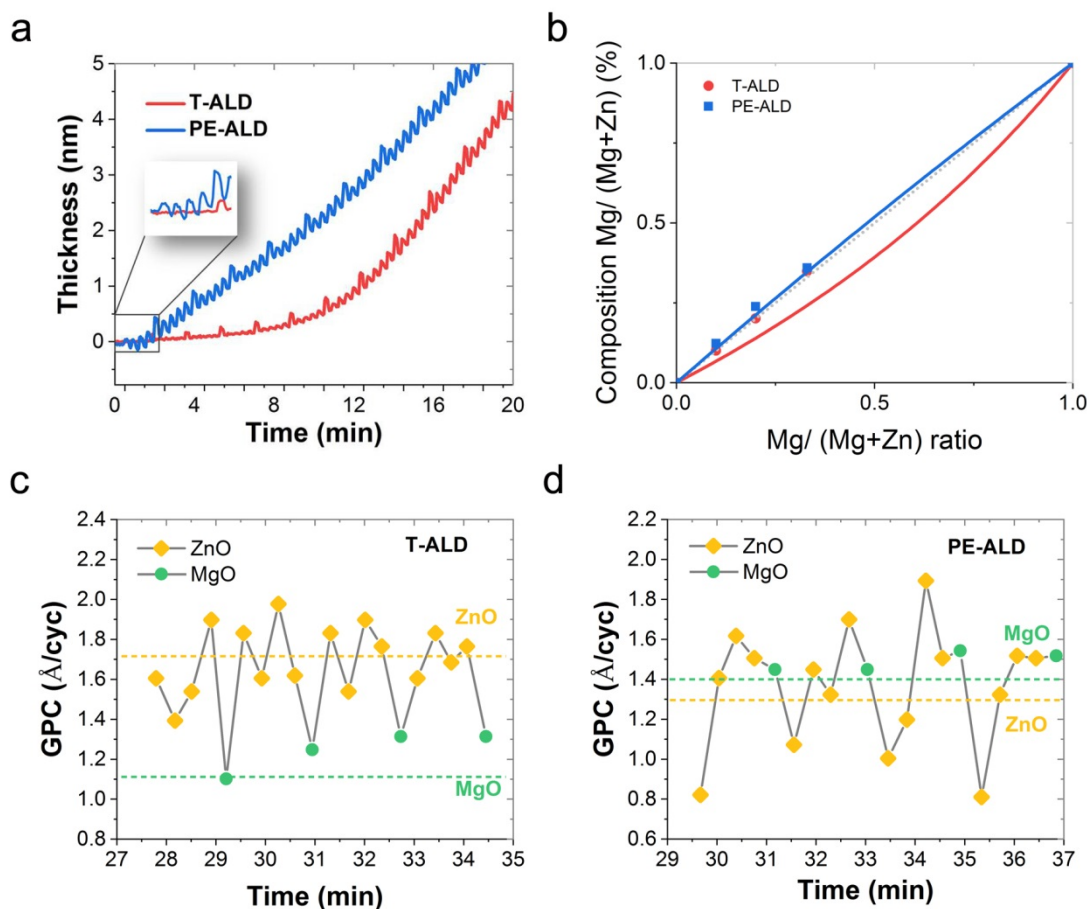 a
5
4
3
2
1
0
Thickness (nm)
T-ALD
PE-ALD
0 4 8 12 16 20
Time (min)
b
1.0
0.5
0.0
Composition Mg/ (Mg+Zn) (%)
T-ALD
PE-ALD
0.0 0.5 1.0
Mg/ (Mg+Zn) ratio
c
2.4
2.2
2.0
1.8
1.6
1.4
1.2
1.0
0.8
GPC (Å/cyc)
ZnO
MgO
T-ALD
ZnO
MgO
27 28 29 30 31 32 33 34 35
Time (min)
d
2.2
2.0
1.8
1.6
1.4
1.2
1.0
0.8
0.6
GPC (Å/cyc)
ZnO
MgO
PE-ALD
MgO
ZnO
29 30 31 32 33 34 35 36 37
Time (min)